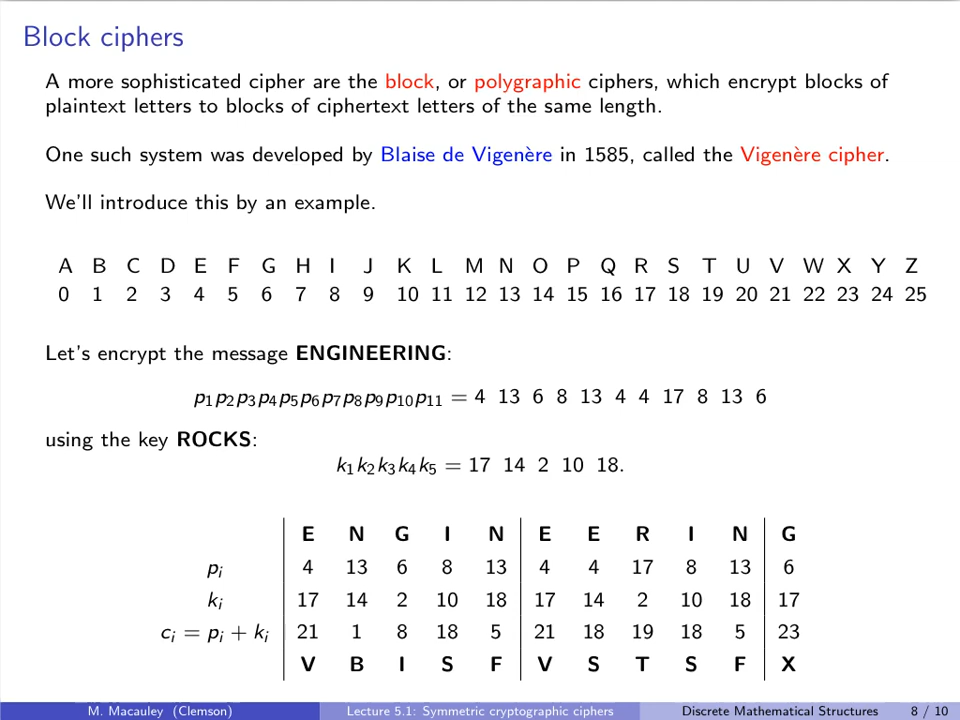 Block ciphers
A more sophisticated cipher are the block, or polygraphic ciphers, which encrypt blocks of
plaintext letters to blocks of ciphertext letters of the same length.
One such system was developed by Blaise de Vigenère in 1585, called the Vigenère cipher.
We'll introduce this by an example.
A B C D E F G H I J K L M N O P Q R S T U V W X Y Z
0 1 2 3 4 5 6 7 8 9 10 11 12 13 14 15 16 17 18 19 20 21 22 23 24 25
Let's encrypt the message ENGINEERING:
p₁p₂p₃p₄p₅p₆p₇p₈p₉p₁₀p₁₁ = 4 13 6 8 13 4 4 17 8 13 6
using the key ROCKS:
k₁k₂k₃k₄k₅ = 17 14 2 10 18.
E N G I N E E R I N G
pᵢ 4 13 6 8 13 4 4 17 8 13 6
kᵢ 17 14 2 10 18 17 14 2 10 18 17
cᵢ = pᵢ + kᵢ 21 1 8 18 5 21 18 19 18 5 23
V B I S F V S T S F X
M. Macauley (Clemson) Lecture 5.1: Symmetric cryptographic ciphers Discrete Mathematical Structures 8 / 10